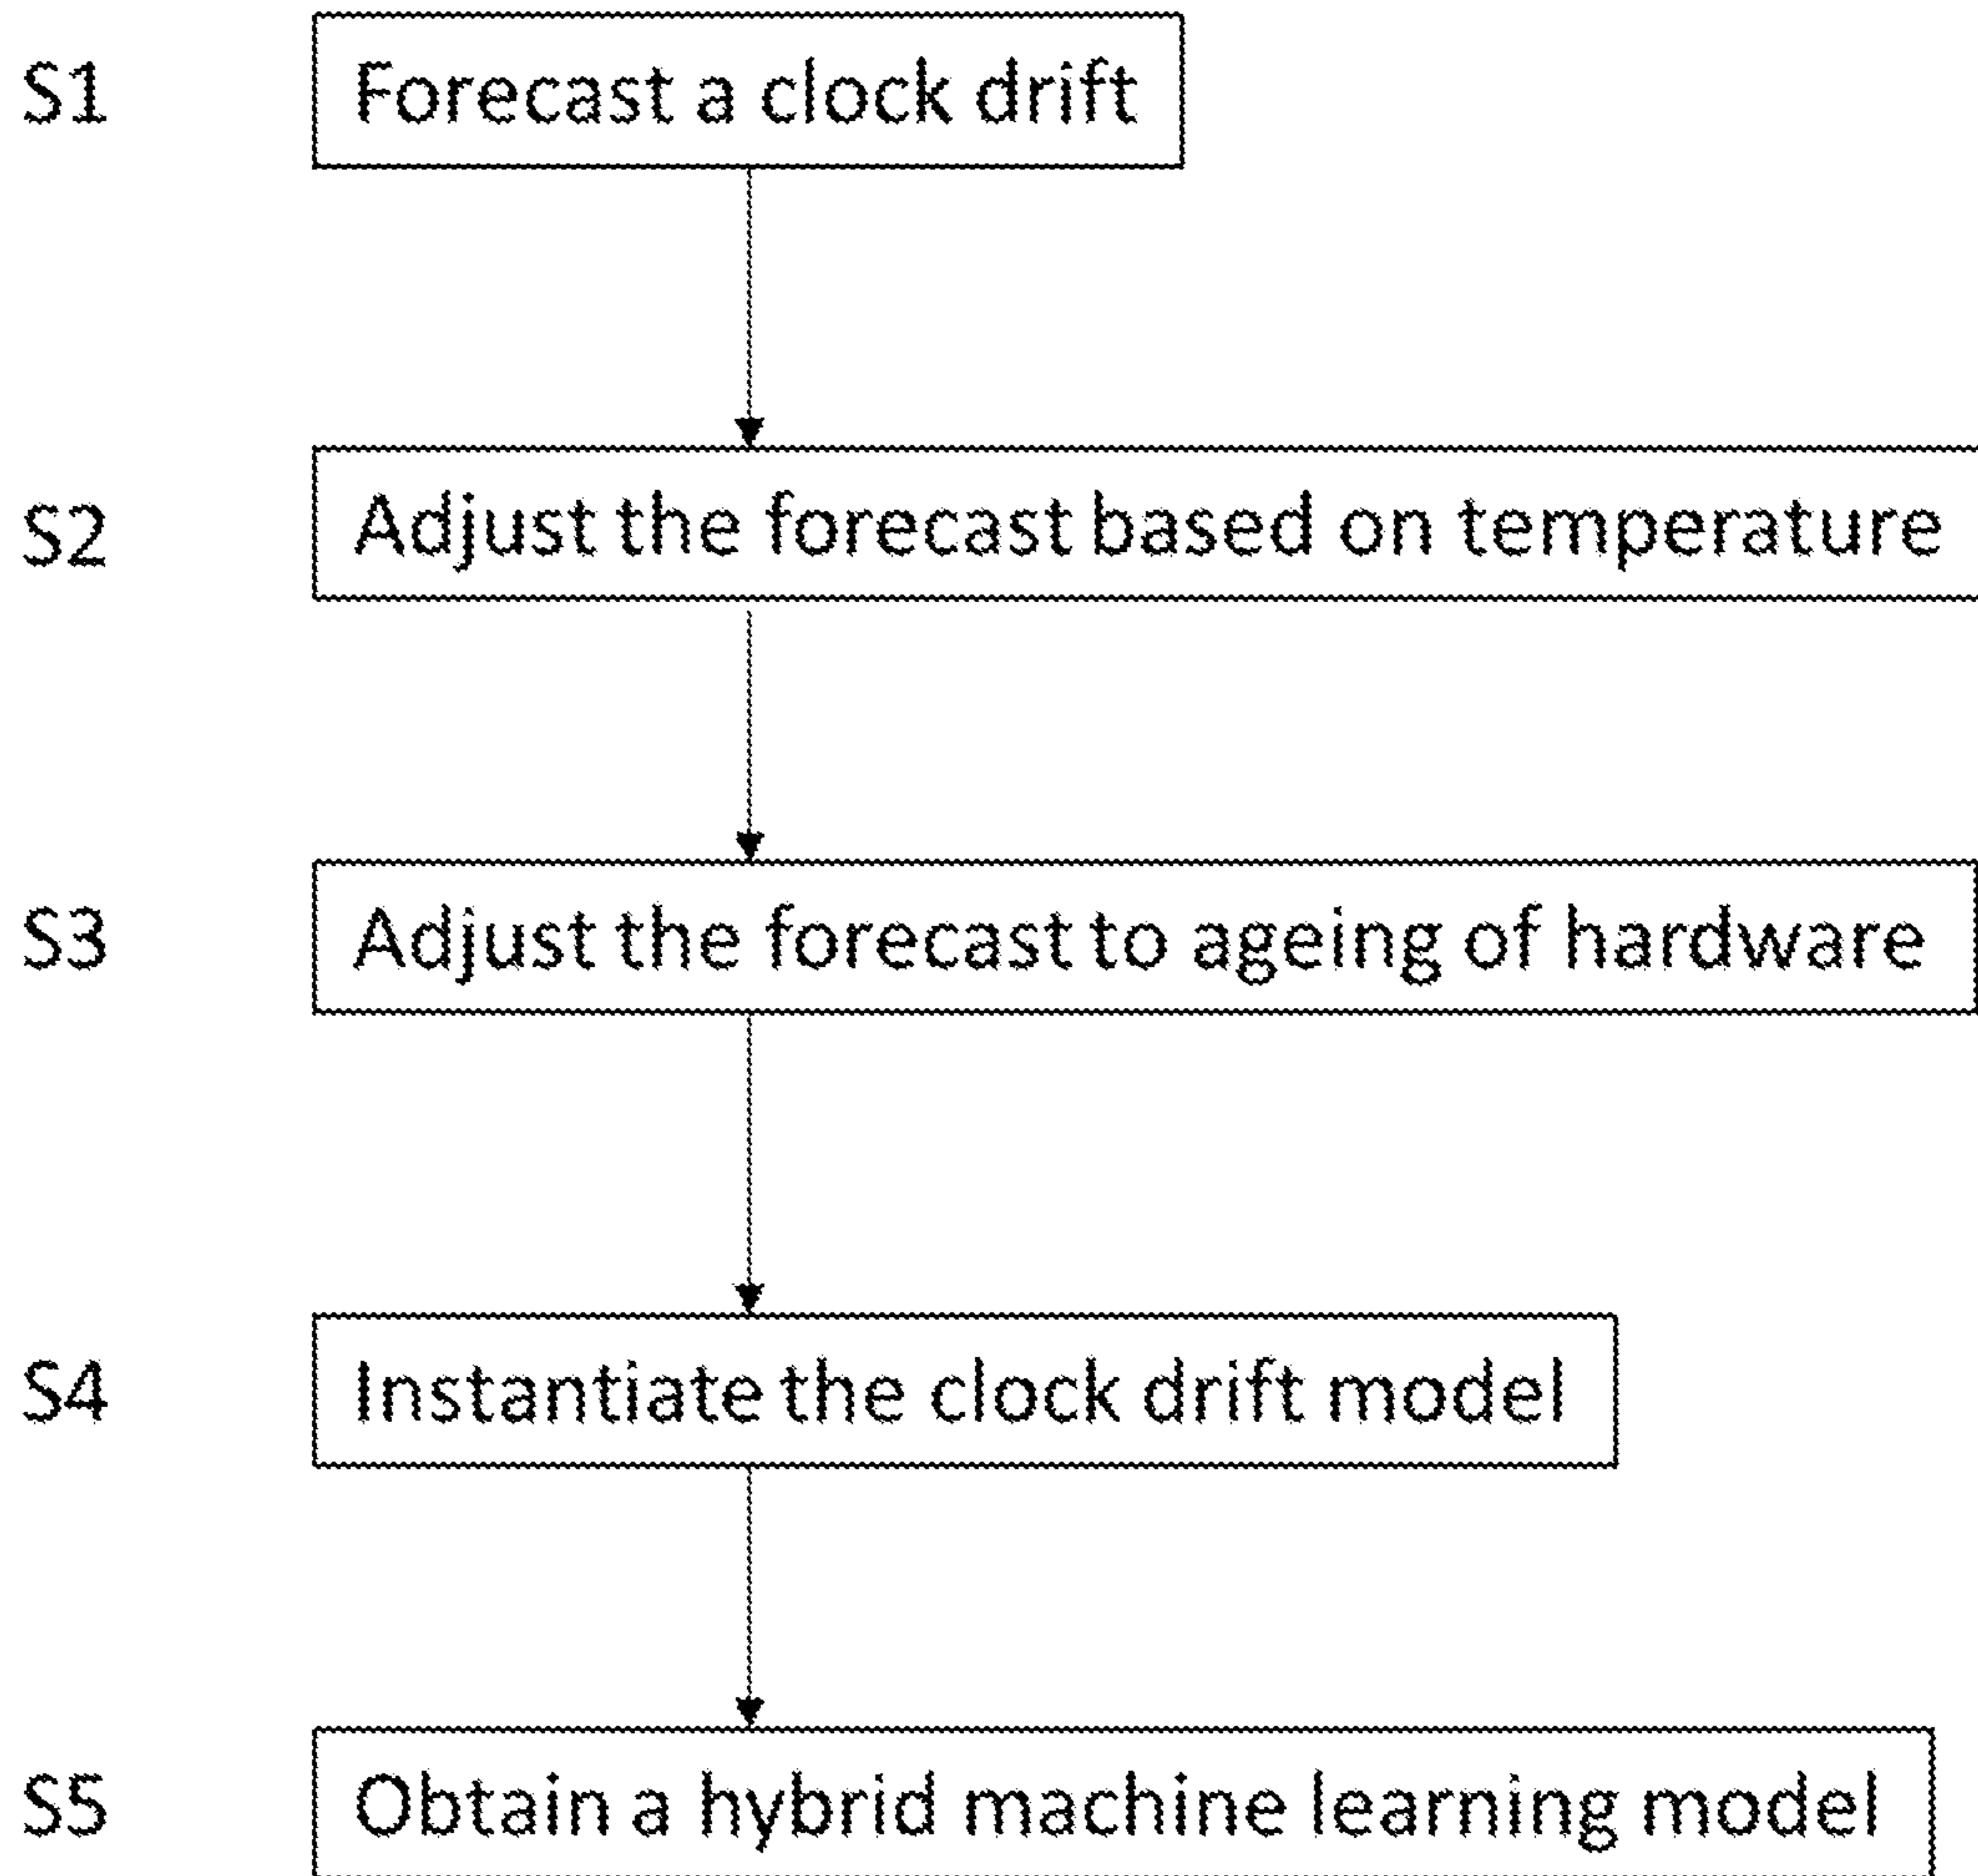 S1 Forecast a clock drift
S2 Adjust the forecast based on temperature
S3 Adjust the forecast to ageing of hardware
S4 Instantiate the clock drift model
S5 Obtain a hybrid machine learning model